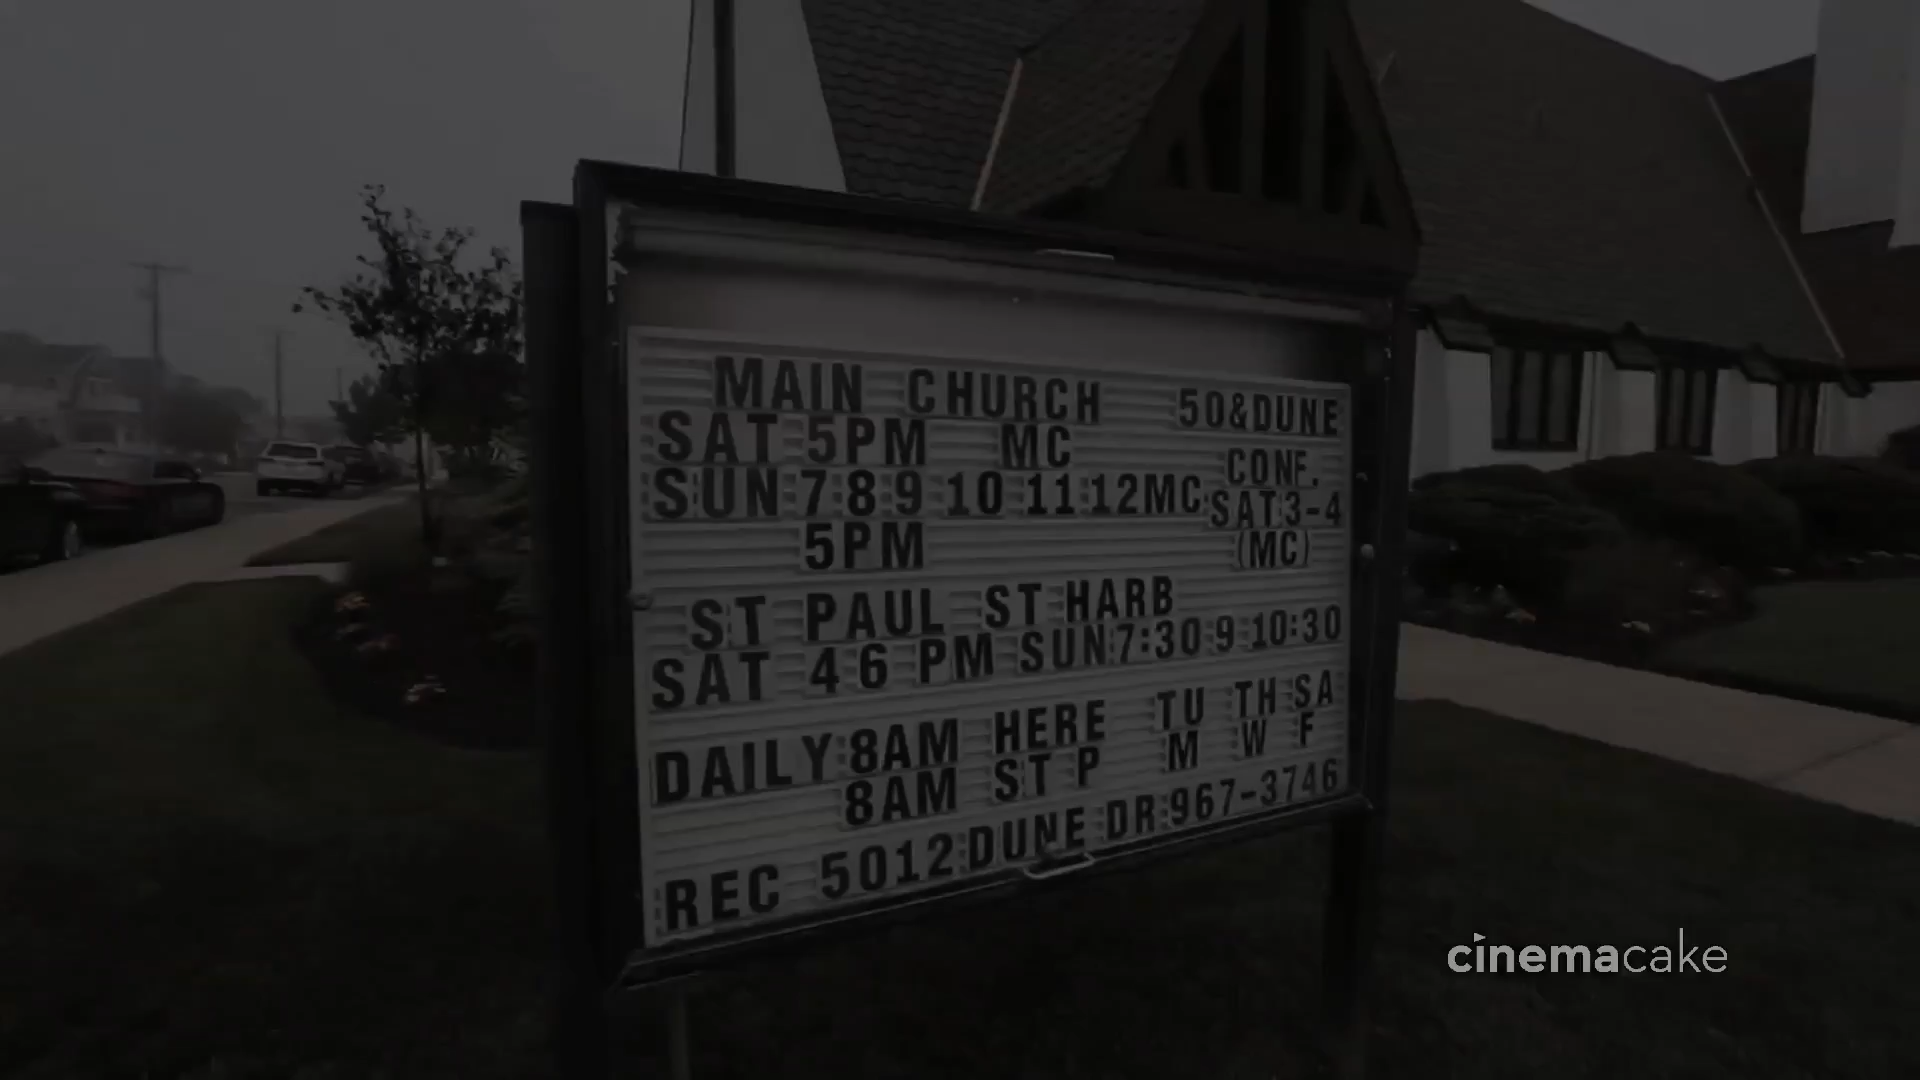 MAIN CHURCH 50&DUNE
SAT 5PM MC CONF.
SUN 7 8 9 10 11 12MC SAT 3-4
5PM (MC)
ST PAUL ST HARB
SAT 4 6 PM SUN 7:30 9 10:30
DAILY 8AM HERE TU TH SA
8AM ST P M W F
REC 5012 DUNE DR 967-3746
cinemacake